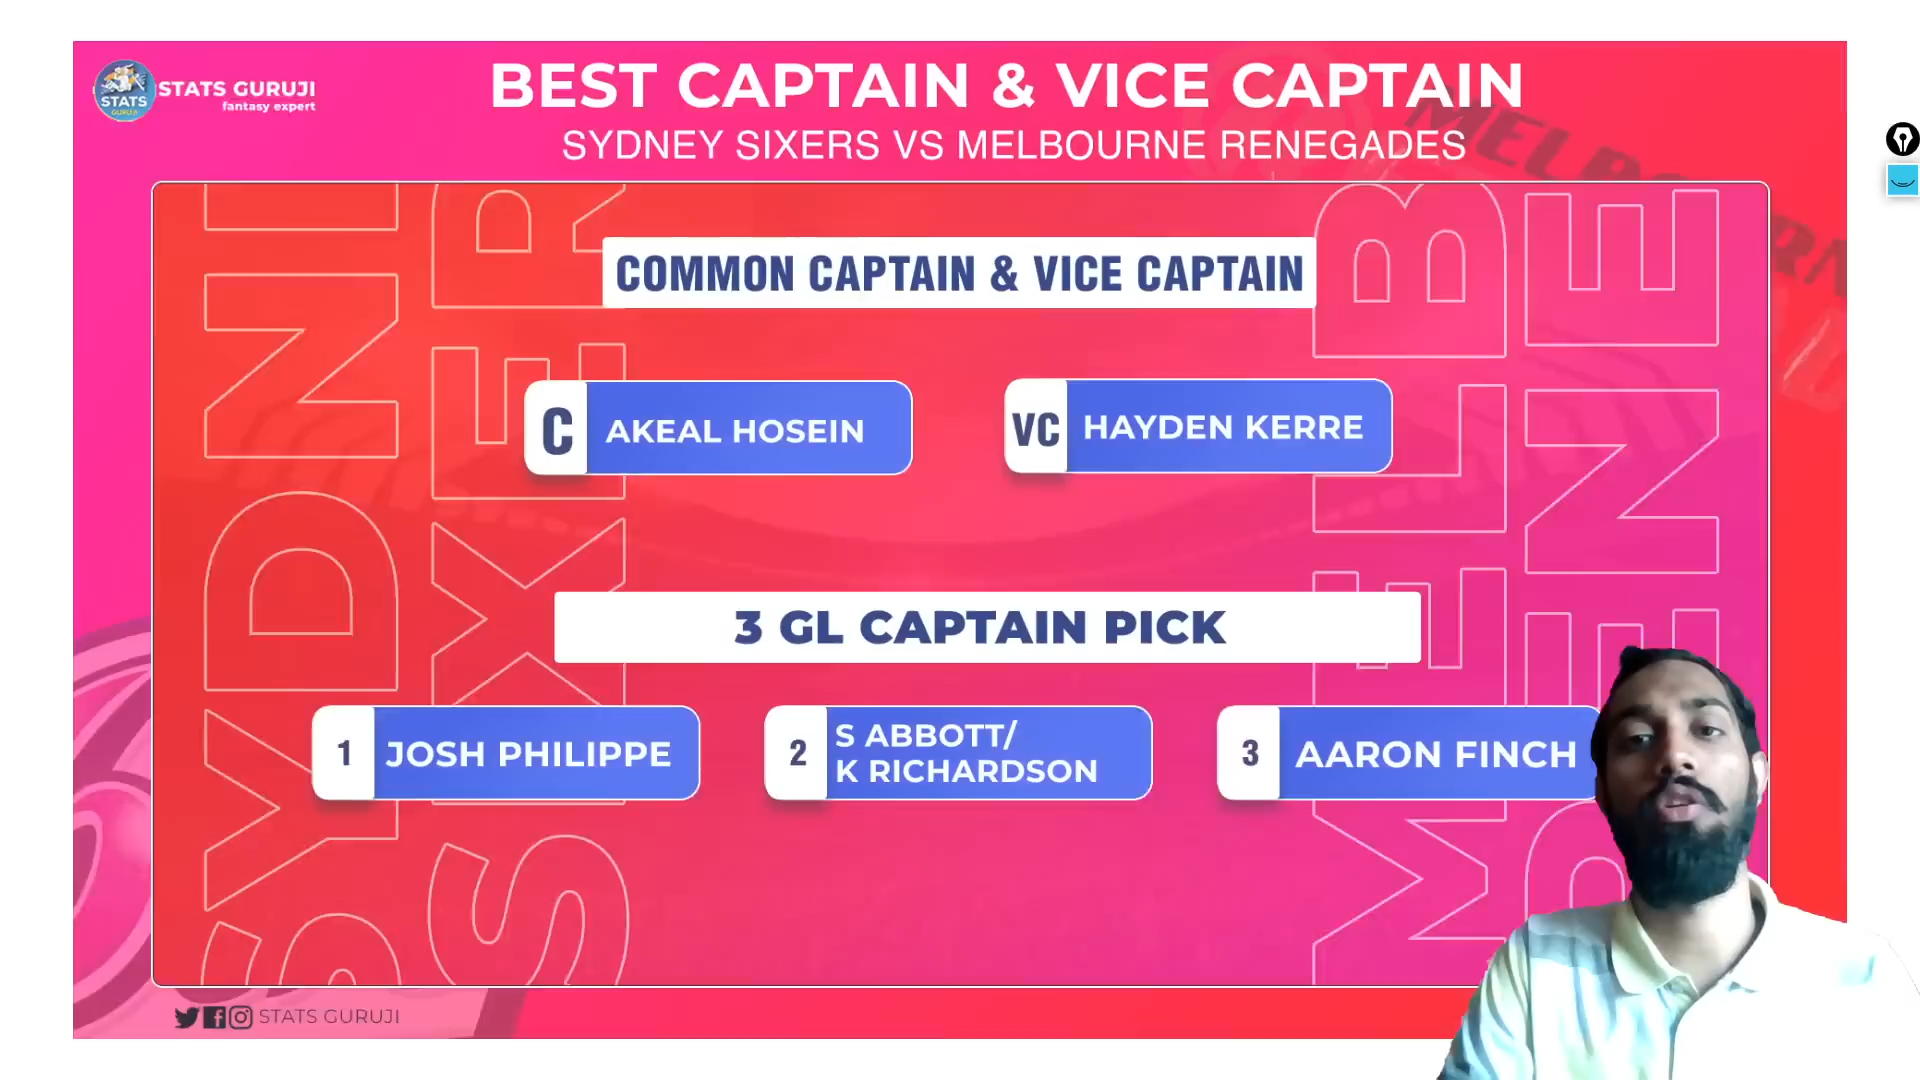 STATS GURUJI
fantasy expert
STATS
GURUJI
BEST CAPTAIN & VICE CAPTAIN
SYDNEY SIXERS VS MELBOURNE RENEGADES
COMMON CAPTAIN & VICE CAPTAIN
C AKEAL HOSEIN
VC HAYDEN KERRE
3 GL CAPTAIN PICK
1 JOSH PHILIPPE
2 S ABBOTT/
K RICHARDSON
3 AARON FINCH
STATS GURUJI